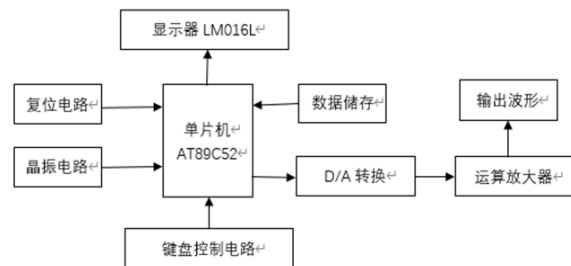 显示器 LM016L
复位电路
单片机
AT89C52
数据储存
输出波形
晶振电路
D/A 转换
运算放大器
键盘控制电路